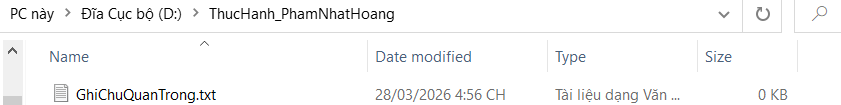 PC này > Đĩa Cục bộ (D:) > ThucHanh_PhamNhatHoang
Name Date modified Type Size
GhiChuQuanTrong.txt 28/03/2026 4:56 CH Tài liệu dạng Văn ... 0 KB